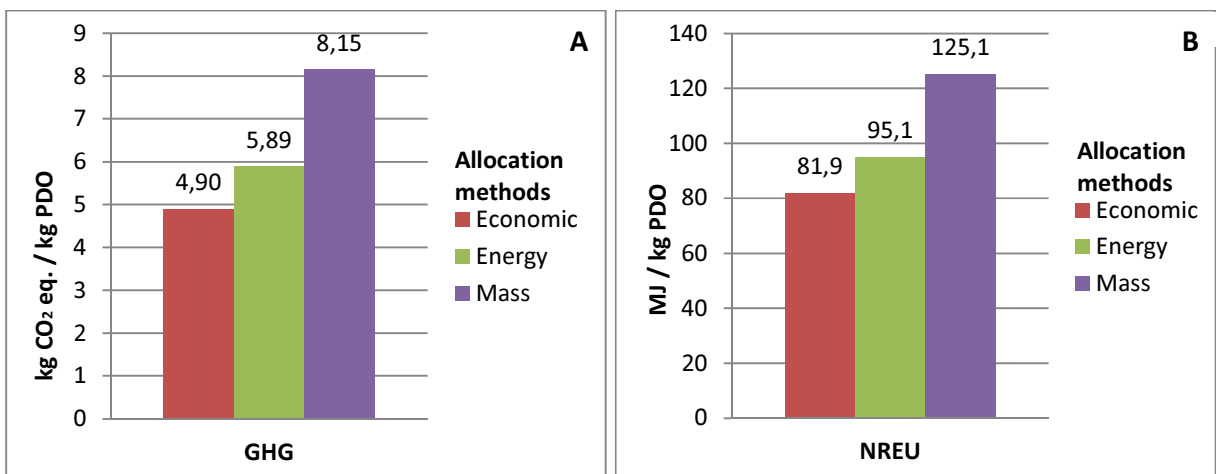 A
kg CO₂ eq. / kg PDO
9
8
7
6
5
4
3
2
1
0
4,90
5,89
8,15
GHG
Allocation
methods
Economic
Energy
Mass
B
MJ / kg PDO
140
120
100
80
60
40
20
0
81,9
95,1
125,1
NREU
Allocation
methods
Economic
Energy
Mass